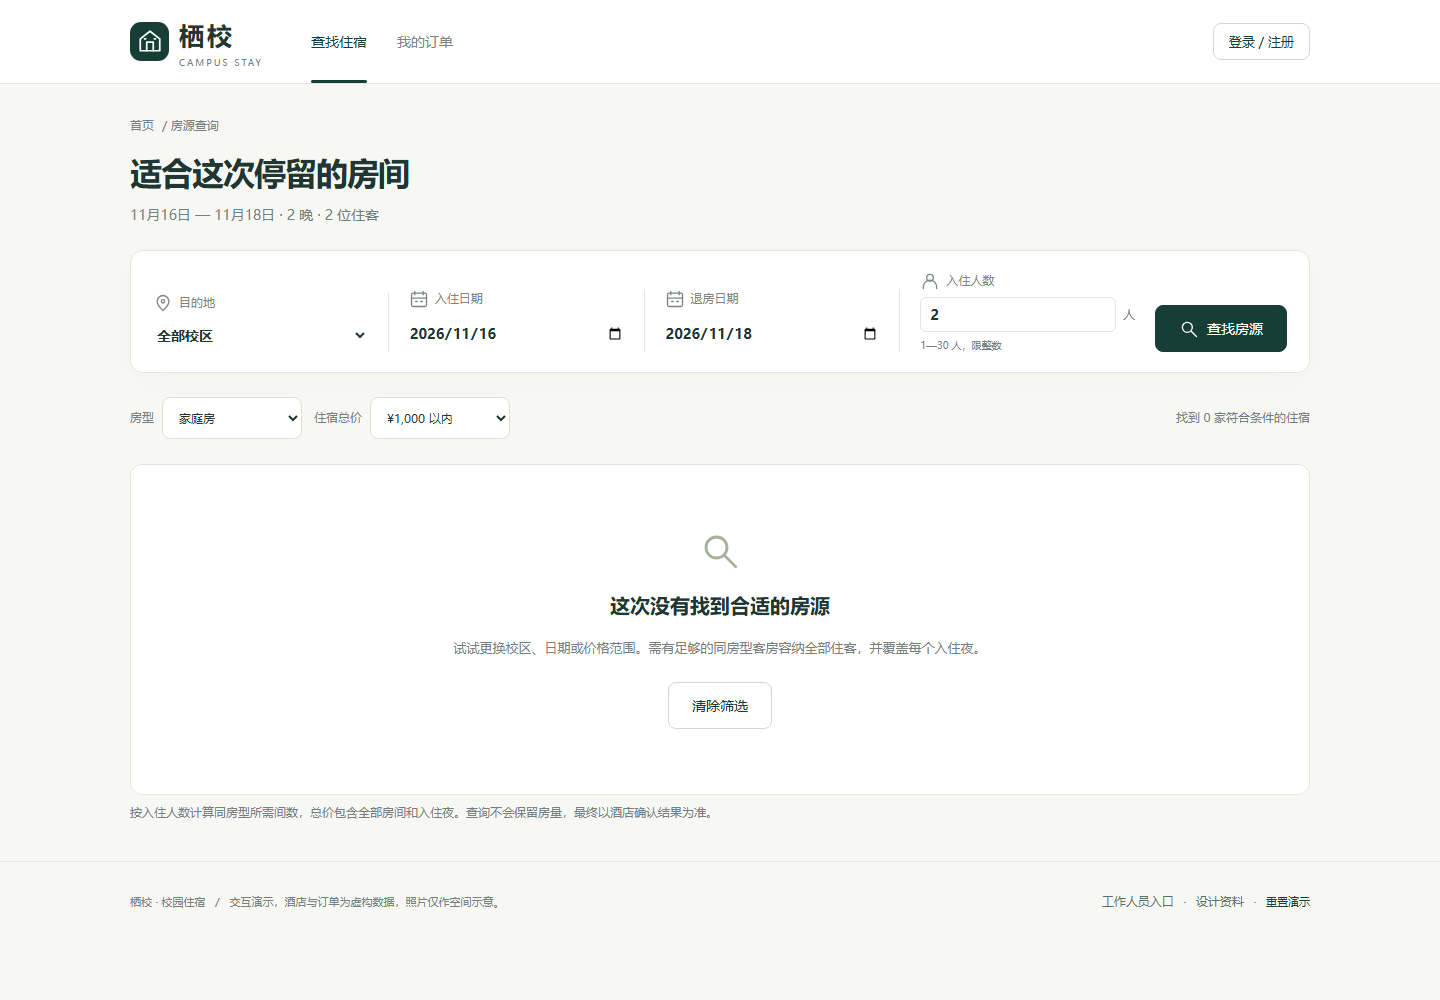 栖校
CAMPUS STAY
查找住宿
我的订单
登录 / 注册
首页 / 房源查询
适合这次停留的房间
11月16日 — 11月18日 · 2 晚 · 2 位住客
目的地
全部校区
入住日期
2026/11/16
退房日期
2026/11/18
入住人数
2 人
1—30 人，限整数
查找房源
房型 家庭房 住宿总价 ¥1,000 以内
找到 0 家符合条件的住宿
这次没有找到合适的房源
试试更换校区、日期或价格范围。需有足够的同房型客房容纳全部住客，并覆盖每个入住夜。
清除筛选
按入住人数计算同房型所需间数，总价包含全部房间和入住夜。查询不会保留房量，最终以酒店确认结果为准。
栖校 · 校园住宿 / 交互演示，酒店与订单为虚构数据，照片仅作空间示意。
工作人员入口 · 设计资料 · 重置演示